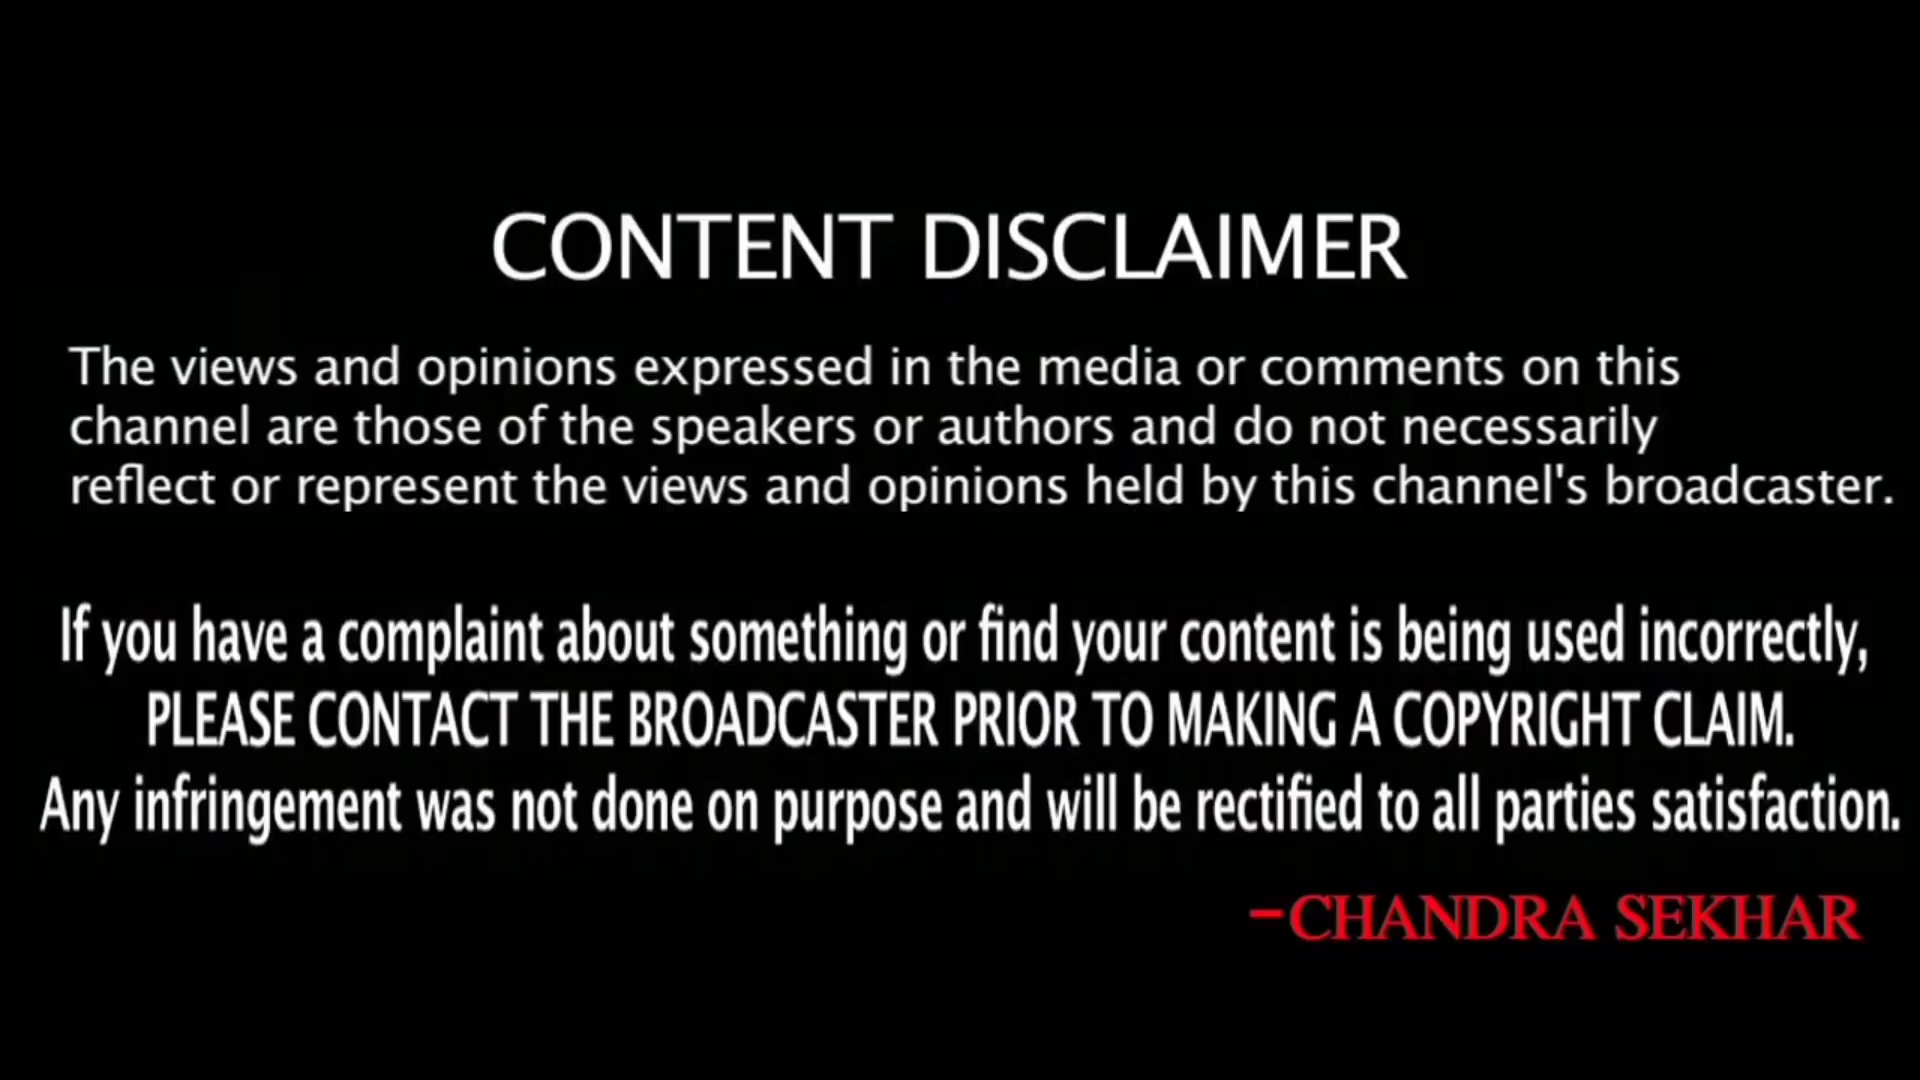 CONTENT DISCLAIMER
The views and opinions expressed in the media or comments on this
channel are those of the speakers or authors and do not necessarily
reflect or represent the views and opinions held by this channel's broadcaster.
If you have a complaint about something or find your content is being used incorrectly,
PLEASE CONTACT THE BROADCASTER PRIOR TO MAKING A COPYRIGHT CLAIM.
Any infringement was not done on purpose and will be rectified to all parties satisfaction.
-CHANDRA SEKHAR